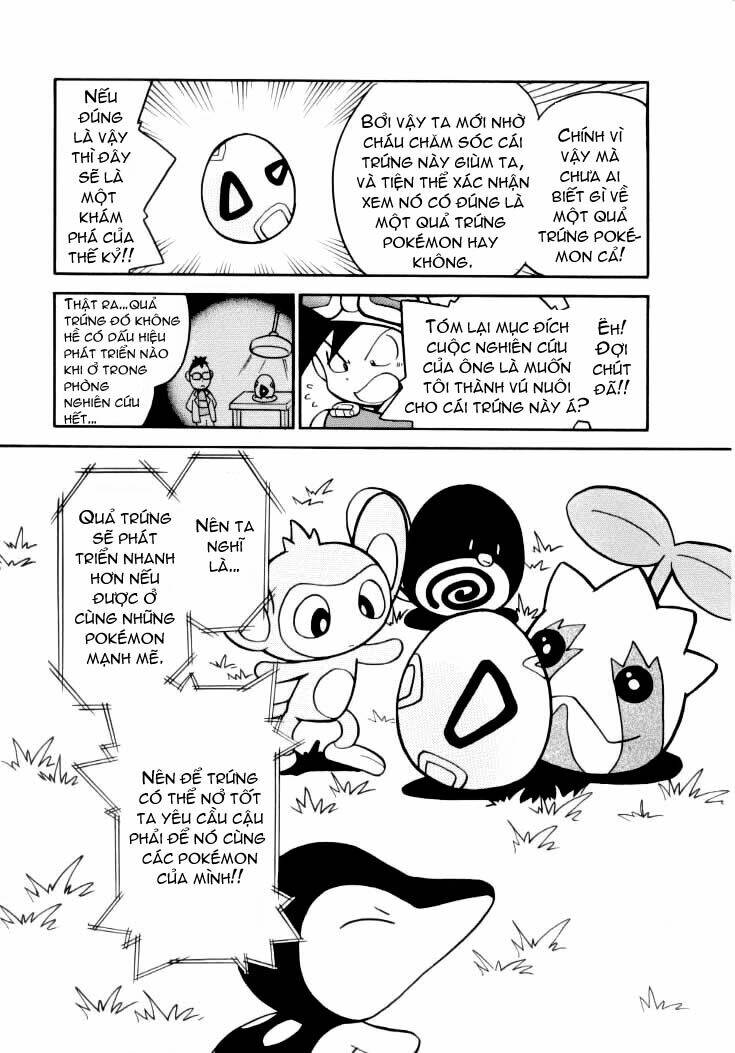 CHÍNH VÌ
VẬY MÀ
CHƯA AI
BIẾT GÌ VỀ
MỘT QUẢ
TRỨNG POKÉ-
MON CẢ!
BỞI VẬY TA MỚI NHỜ
CHÁU CHĂM SÓC CÁI
TRỨNG NÀY GIÙM TA,
VÀ TIỆN THỂ XÁC NHẬN
XEM NÓ CÓ ĐÚNG LÀ
MỘT QUẢ TRỨNG
POKÉMON HAY
KHÔNG.
NẾU
ĐÚNG
LÀ VẬY
THÌ ĐÂY
SẼ LÀ
MỘT
KHÁM
PHÁ CỦA
THẾ KỶ!!
ÊH!
ĐỢI
CHÚT
ĐÃ!!
TÓM LẠI MỤC ĐÍCH
CUỘC NGHIÊN CỨU
CỦA ÔNG LÀ MUỐN
TÔI THÀNH VÚ NUÔI
CHO CÁI TRỨNG NÀY Á?
THẬT RA...QUẢ
TRỨNG ĐÓ KHÔNG
HỀ CÓ DẤU HIỆU
PHÁT TRIỂN NÀO
KHI Ở TRONG
PHÒNG
NGHIÊN CỨU
HẾT...
NÊN TA
NGHĨ
LÀ...
QUẢ TRỨNG
SẼ PHÁT
TRIỂN NHANH
HƠN NẾU
ĐƯỢC Ở
CÙNG NHỮNG
POKÉMON
MẠNH MẼ.
NÊN ĐỂ TRỨNG
CÓ THỂ NỞ TỐT
TA YÊU CẦU CẬU
PHẢI ĐỂ NÓ CÙNG
CÁC POKÉMON
CỦA MÌNH!!